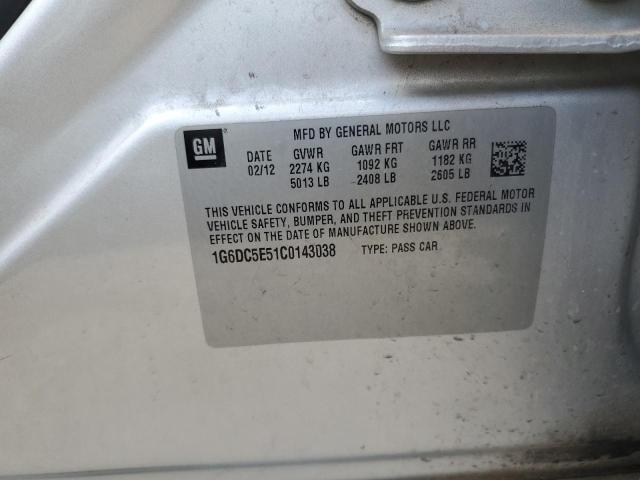 MFD BY GENERAL MOTORS LLC
GM
DATE GVWR GAWR FRT GAWR RR
02/12 2274 KG 1092 KG 1182 KG
5013 LB 2408 LB 2605 LB
THIS VEHICLE CONFORMS TO ALL APPLICABLE U.S. FEDERAL MOTOR
VEHICLE SAFETY, BUMPER, AND THEFT PREVENTION STANDARDS IN
EFFECT ON THE DATE OF MANUFACTURE SHOWN ABOVE.
1G6DC5E51C0143038 TYPE: PASS CAR